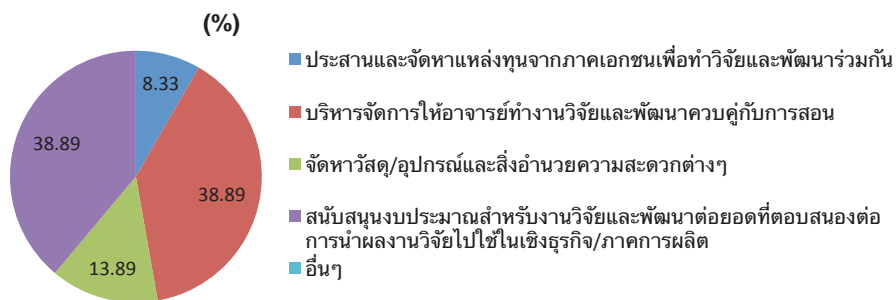 (%)
8.33
38.89
13.89
38.89
ประสานและจัดหาแหล่งทุนจากภาคเอกชนเพื่อทำวิจัยและพัฒนาร่วมกัน
บริหารจัดการให้อาจารย์ทำงานวิจัยและพัฒนาควบคู่กับการสอน
จัดหาวัสดุ/อุปกรณ์และสิ่งอำนวยความสะดวกต่างๆ
สนับสนุนงบประมาณสำหรับงานวิจัยและพัฒนาต่อยอดที่ตอบสนองต่อ
การนำผลงานวิจัยไปใช้ในเชิงธุรกิจ/ภาคการผลิต
อื่นๆ